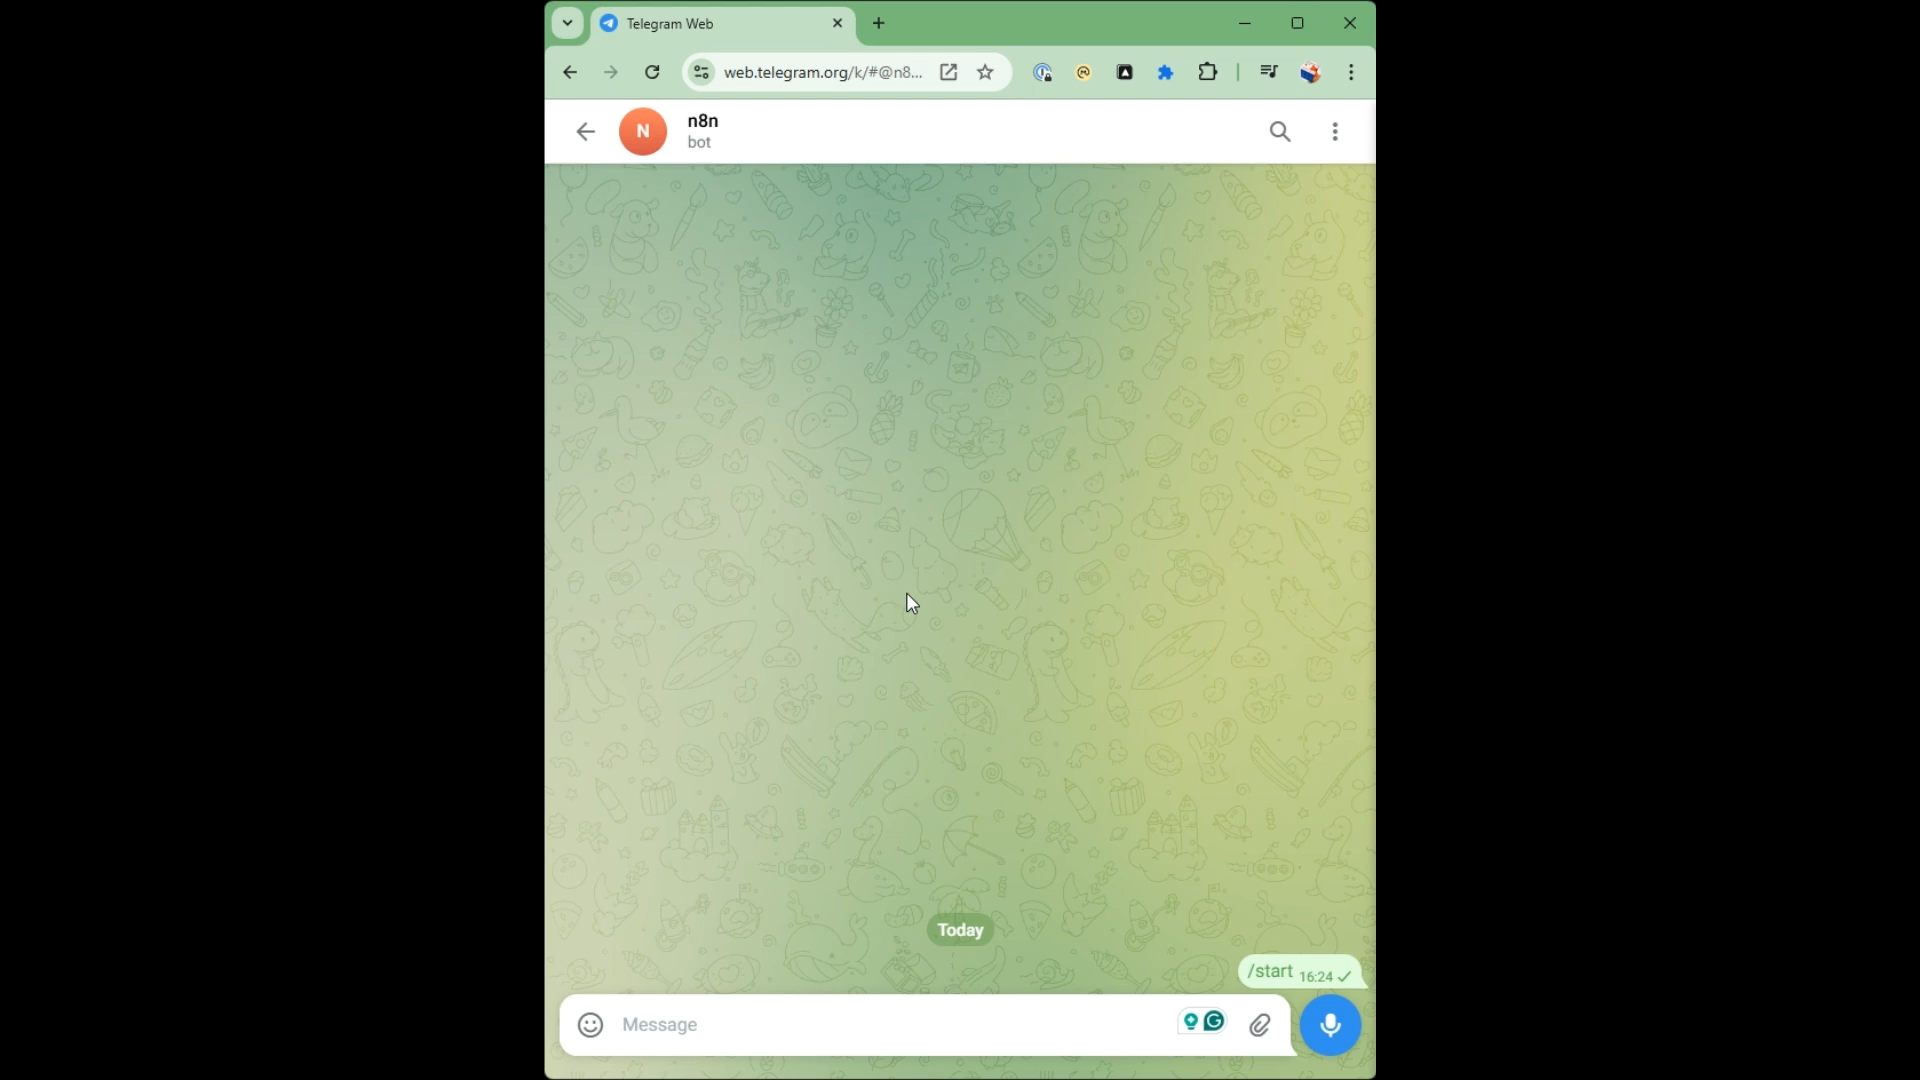 Telegram Web
web.telegram.org/k/#@n8...
N
n8n
bot
Today
/start 16:24
Message